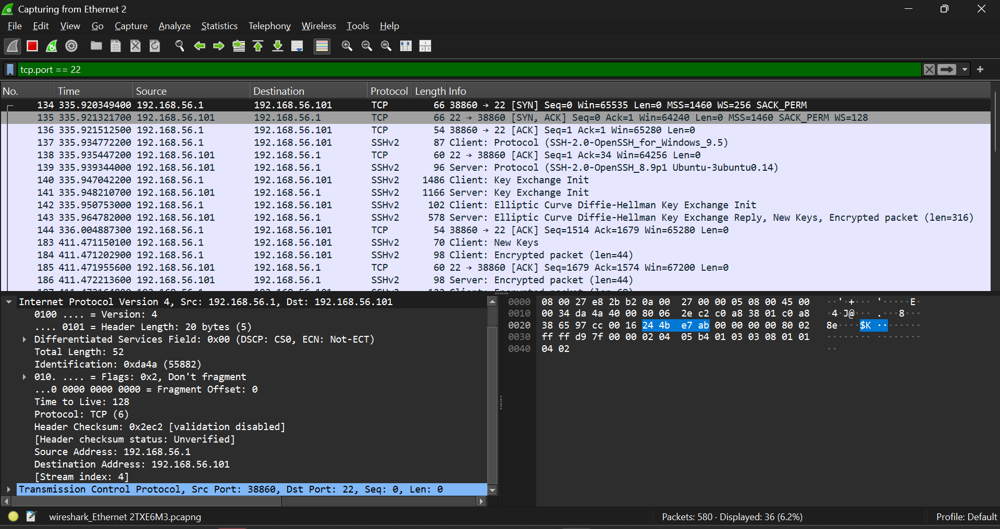 Capturing from Ethernet 2
File Edit View Go Capture Analyze Statistics Telephony Wireless Tools Help
tcp.port == 22
No. Time Source Destination Protocol Length Info
134 335.920349400 192.168.56.1 192.168.56.101 TCP 66 38860 → 22 [SYN] Seq=0 Win=65535 Len=0 MSS=1460 WS=256 SACK_PERM
135 335.921321700 192.168.56.101 192.168.56.1 TCP 66 22 → 38860 [SYN, ACK] Seq=0 Ack=1 Win=64240 Len=0 MSS=1460 SACK_PERM WS=128
136 335.921512500 192.168.56.1 192.168.56.101 TCP 54 38860 → 22 [ACK] Seq=1 Ack=1 Win=65280 Len=0
137 335.934772200 192.168.56.1 192.168.56.101 SSHv2 87 Client: Protocol (SSH-2.0-OpenSSH_for_Windows_9.5)
138 335.935447200 192.168.56.101 192.168.56.1 TCP 60 22 → 38860 [ACK] Seq=1 Ack=34 Win=64256 Len=0
139 335.939344000 192.168.56.101 192.168.56.1 SSHv2 96 Server: Protocol (SSH-2.0-OpenSSH_8.9p1 Ubuntu-3ubuntu0.14)
140 335.947042200 192.168.56.1 192.168.56.101 SSHv2 1486 Client: Key Exchange Init
141 335.948210700 192.168.56.101 192.168.56.1 SSHv2 1166 Server: Key Exchange Init
142 335.950753000 192.168.56.1 192.168.56.101 SSHv2 102 Client: Elliptic Curve Diffie-Hellman Key Exchange Init
143 335.964782000 192.168.56.101 192.168.56.1 SSHv2 578 Server: Elliptic Curve Diffie-Hellman Key Exchange Reply, New Keys, Encrypted packet (len=316)
144 336.004887300 192.168.56.1 192.168.56.101 TCP 54 38860 → 22 [ACK] Seq=1514 Ack=1679 Win=65280 Len=0
183 411.471150100 192.168.56.1 192.168.56.101 SSHv2 70 Client: New Keys
184 411.471202900 192.168.56.1 192.168.56.101 SSHv2 98 Client: Encrypted packet (len=44)
185 411.471955600 192.168.56.101 192.168.56.1 TCP 60 22 → 38860 [ACK] Seq=1679 Ack=1574 Win=67200 Len=0
186 411.472213600 192.168.56.101 192.168.56.1 SSHv2 98 Server: Encrypted packet (len=44)
Internet Protocol Version 4, Src: 192.168.56.1, Dst: 192.168.56.101
0100 .... = Version: 4
.... 0101 = Header Length: 20 bytes (5)
Differentiated Services Field: 0x00 (DSCP: CS0, ECN: Not-ECT)
Total Length: 52
Identification: 0xda4a (55882)
010. .... = Flags: 0x2, Don't fragment
...0 0000 0000 0000 = Fragment Offset: 0
Time to Live: 128
Protocol: TCP (6)
Header Checksum: 0x2ec2 [validation disabled]
[Header checksum status: Unverified]
Source Address: 192.168.56.1
Destination Address: 192.168.56.101
[Stream index: 4]
Transmission Control Protocol, Src Port: 38860, Dst Port: 22, Seq: 0, Len: 0
0000 08 00 27 e8 2b b2 0a 00 27 00 00 05 08 00 45 00 ··'·+··· '·····E·
0010 00 34 da 4a 40 00 80 06 2e c2 c0 a8 38 01 c0 a8 ·4·J@··· .···8···
0020 38 65 97 cc 00 16 24 4b e7 ab 00 00 00 00 80 02 8e····$K ········
0030 ff ff d9 7f 00 00 02 04 05 b4 01 03 03 08 01 01 ········ ········
0040 04 02 ··
wireshark_Ethernet 2TXE6M3.pcapng
Packets: 580 · Displayed: 36 (6.2%)
Profile: Default